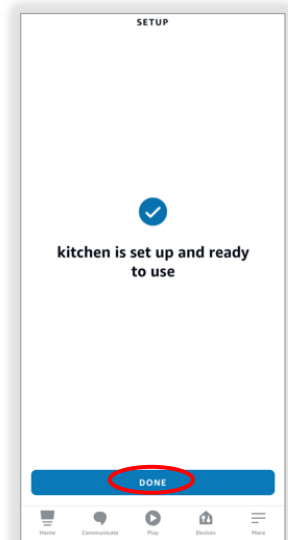 SETUP
kitchen is set up and ready
to use
DONE
Home Communicate Play Devices More